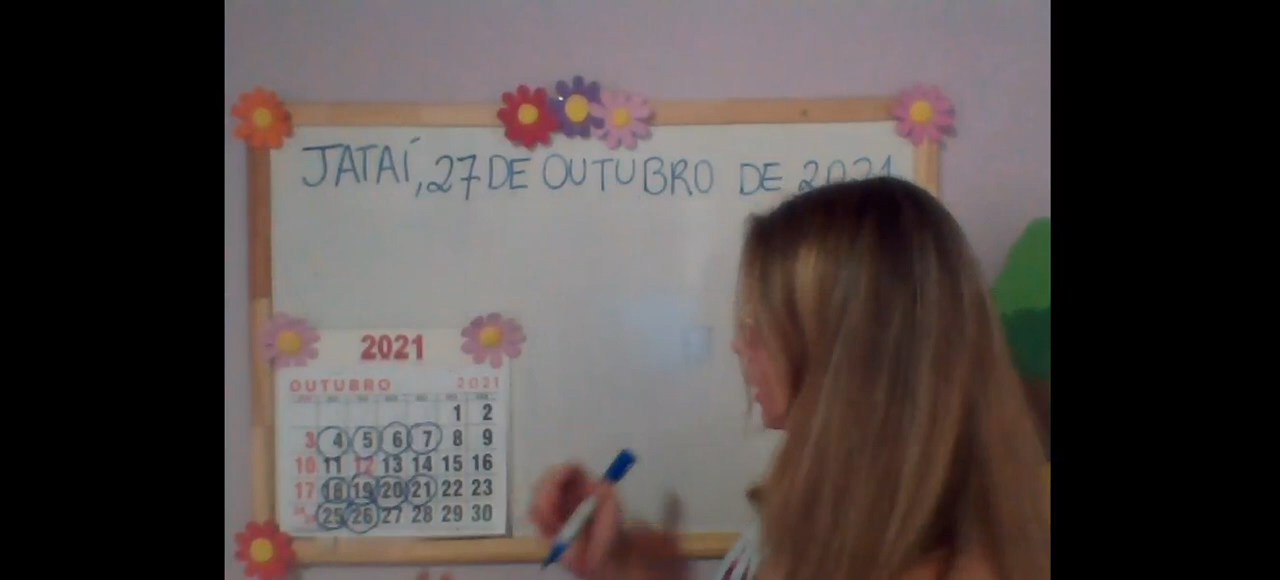 JATAÍ, 27 DE OUTUBRO DE 2021
2021
OUTUBRO 2021
1 2
3 4 5 6 7 8 9
10 11 12 13 14 15 16
17 18 19 20 21 22 23
25 26 27 28 29 30